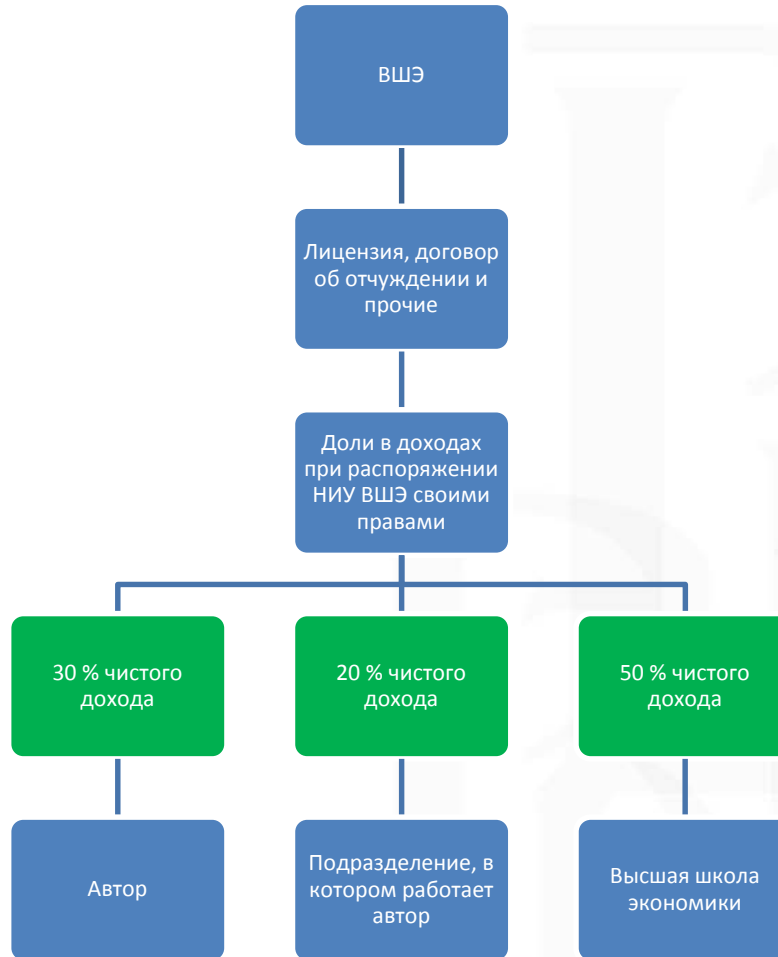 ВШЭ
Лицензия, договор
об отчуждении и
прочие
Доли в доходах
при распоряжении
НИУ ВШЭ своими
правами
30 % чистого
дохода
20 % чистого
дохода
50 % чистого
дохода
Автор
Подразделение, в
котором работает
автор
Высшая школа
экономики